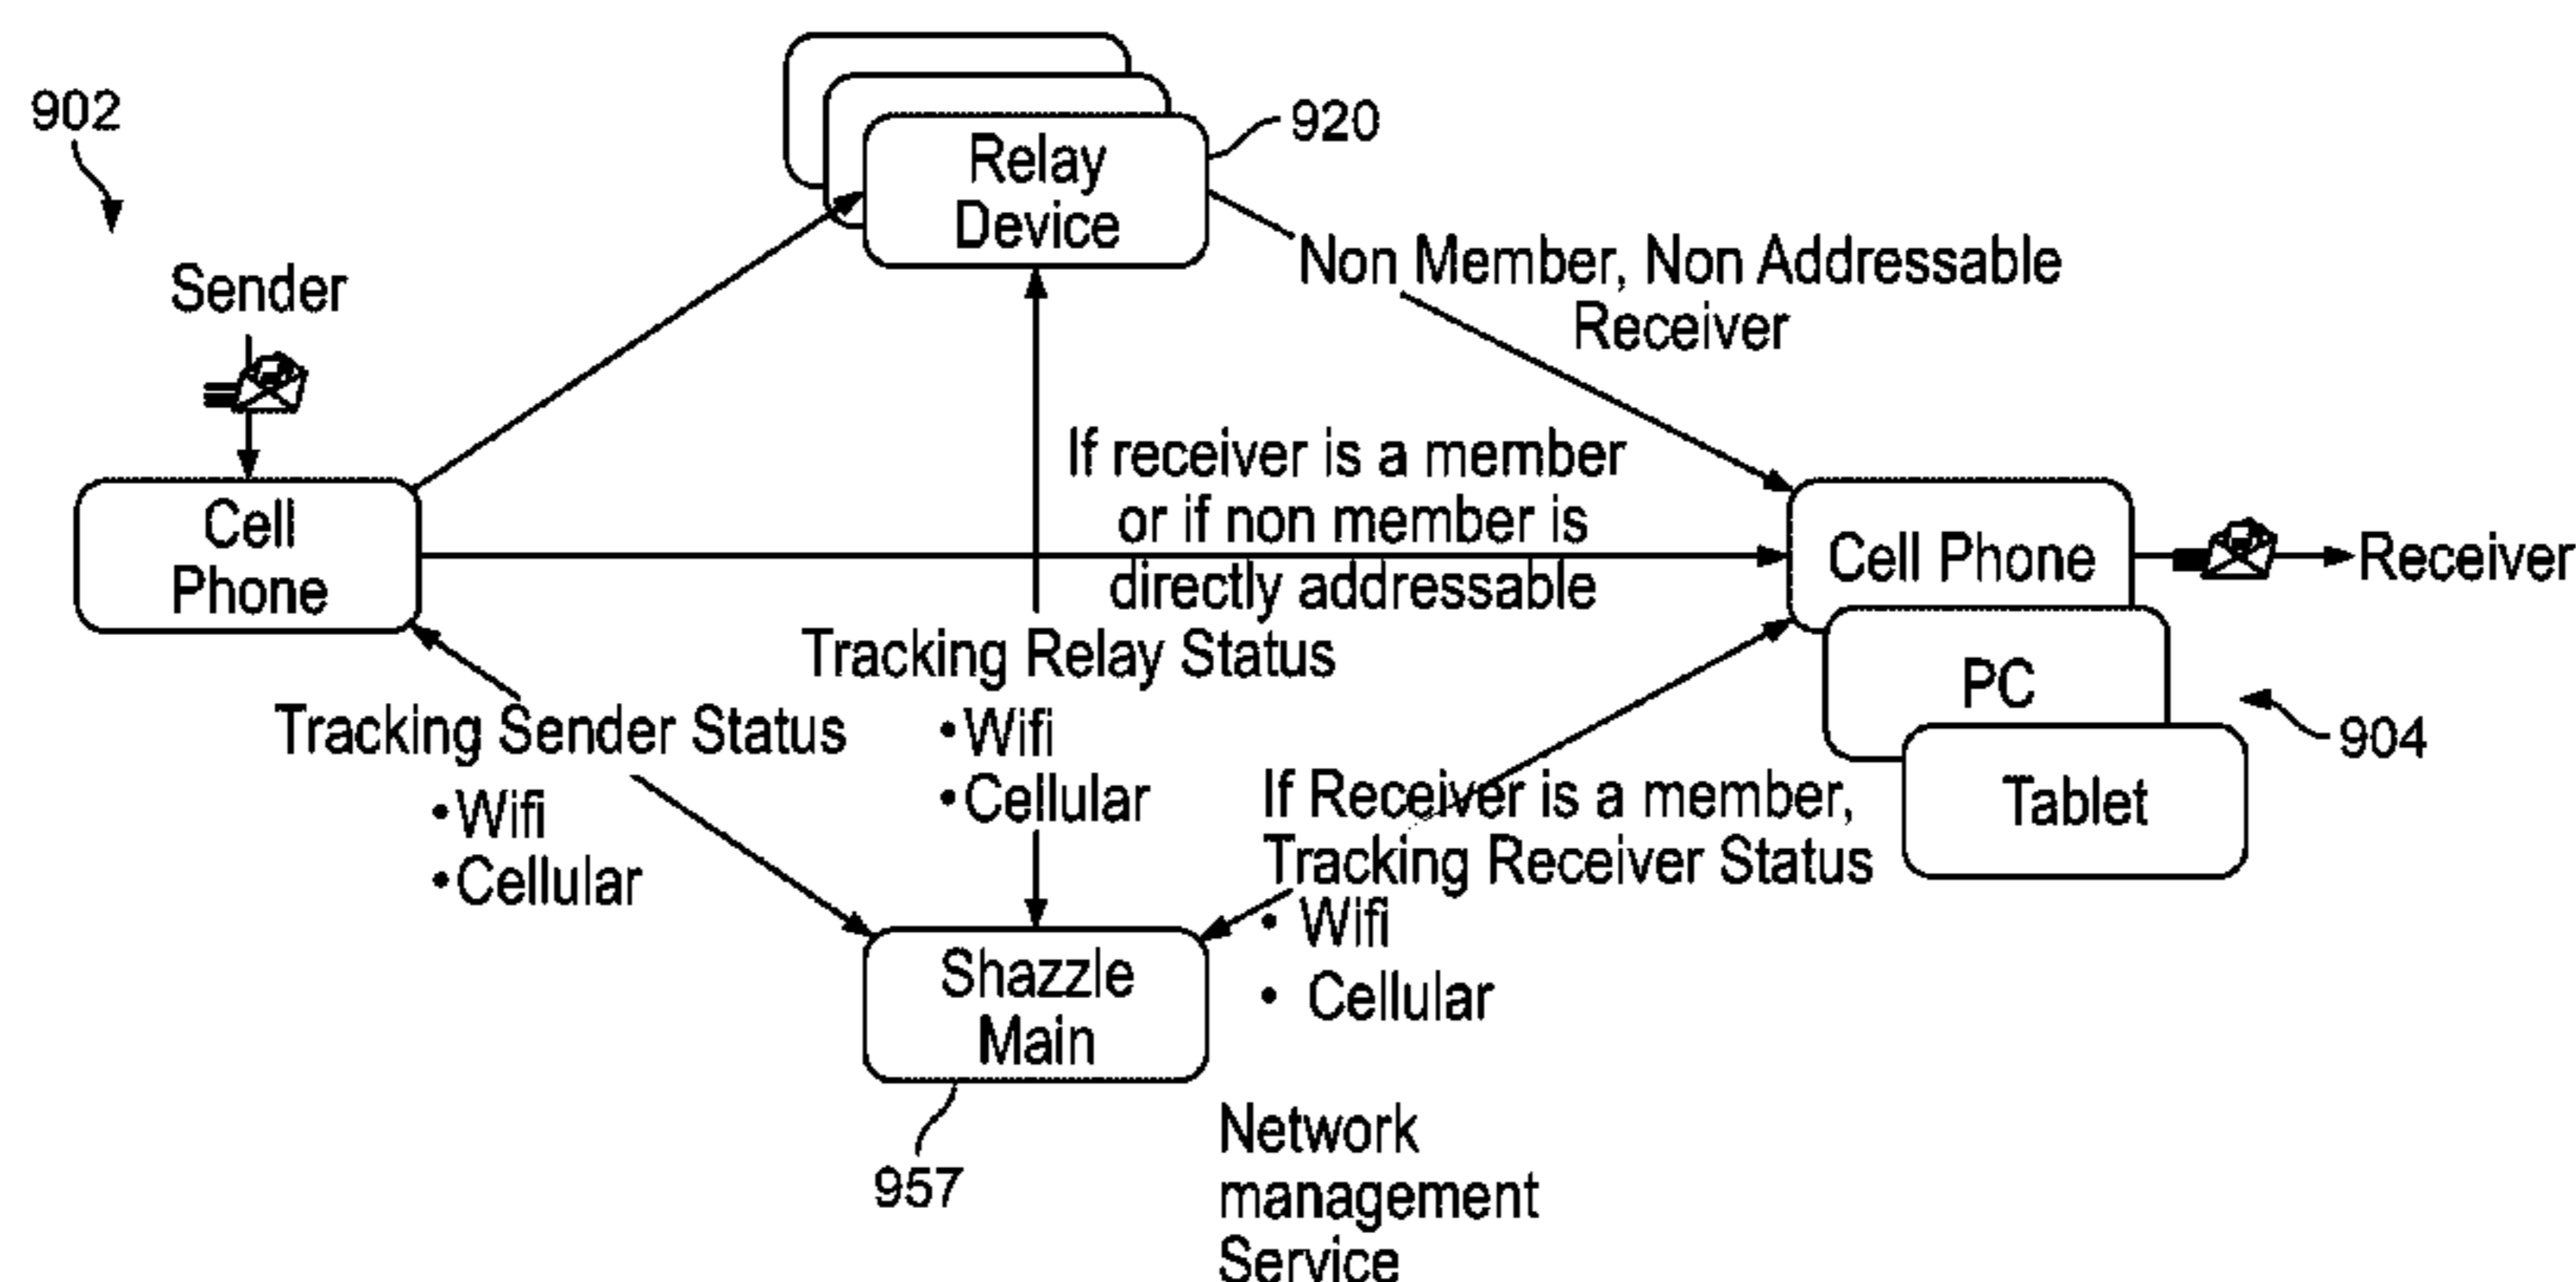 902
920
Relay
Device
Sender
Non Member, Non Addressable
Receiver
If receiver is a member
or if non member is
directly addressable
Cell
Phone
Cell Phone
Receiver
PC
904
Tablet
Tracking Relay Status
•Wifi
•Cellular
Tracking Sender Status
•Wifi
•Cellular
If Receiver is a member,
Tracking Receiver Status
• Wifi
• Cellular
Shazzle
Main
957
Network
management
Service